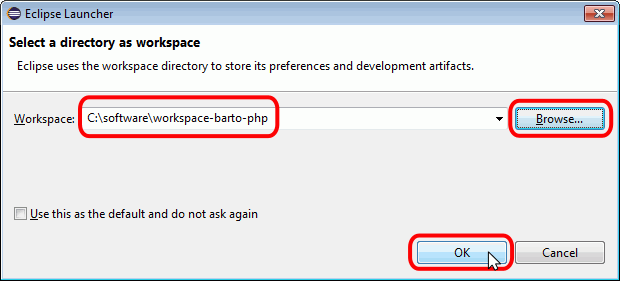 Eclipse Launcher
Select a directory as workspace
Eclipse uses the workspace directory to store its preferences and development artifacts.
Workspace: C:\software\workspace-barto-php Browse...
Use this as the default and do not ask again
OK Cancel